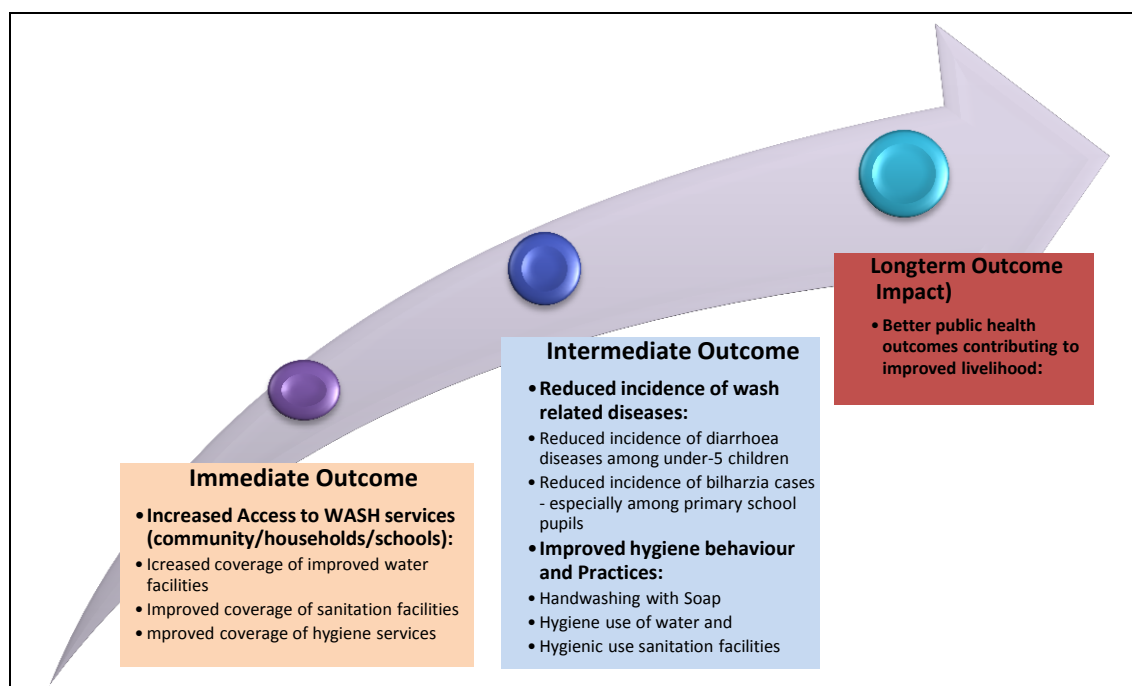 Immediate Outcome
• Increased Access to WASH services
(community/households/schools):
• Icreased coverage of improved water
facilities
• Improved coverage of sanitation facilities
• mproved coverage of hygiene services
Intermediate Outcome
• Reduced incidence of wash
related diseases:
• Reduced incidence of diarrhoea
diseases among under-5 children
• Reduced incidence of bilharzia cases
- especially among primary school
pupils
• Improved hygiene behaviour
and Practices:
• Handwashing with Soap
• Hygiene use of water and
• Hygienic use sanitation facilities
Longterm Outcome
Impact)
• Better public health
outcomes contributing to
improved livelihood: